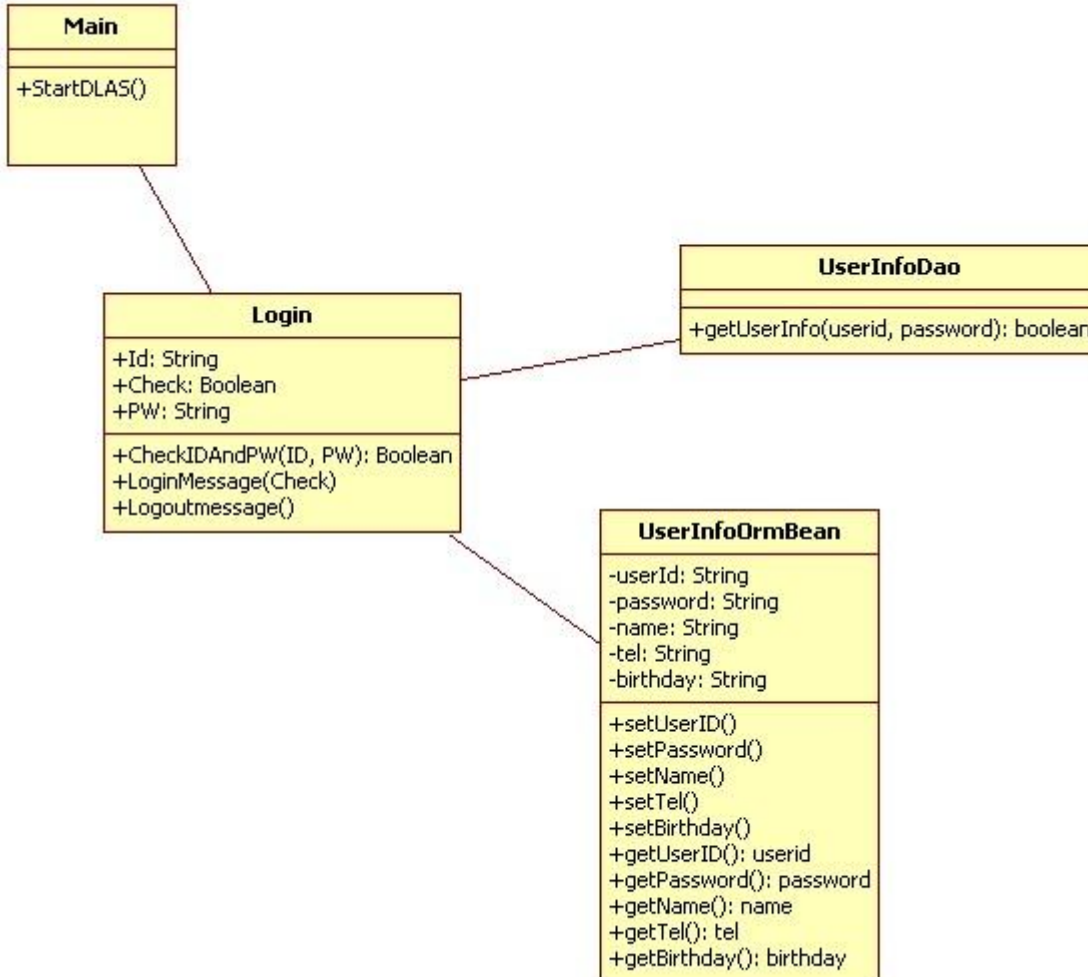 Main
+StartDLAS()
Login
+Id: String
+Check: Boolean
+PW: String
+CheckIDAndPW(ID, PW): Boolean
+LoginMessage(Check)
+Logoutmessage()
UserInfoDao
+getUserInfo(userid, password): boolean
UserInfoOrmBean
-userId: String
-password: String
-name: String
-tel: String
-birthday: String
+setUserID()
+setPassword()
+setName()
+setTel()
+setBirthday()
+getUserID(): userid
+getPassword(): password
+getName(): name
+getTel(): tel
+getBirthday(): birthday